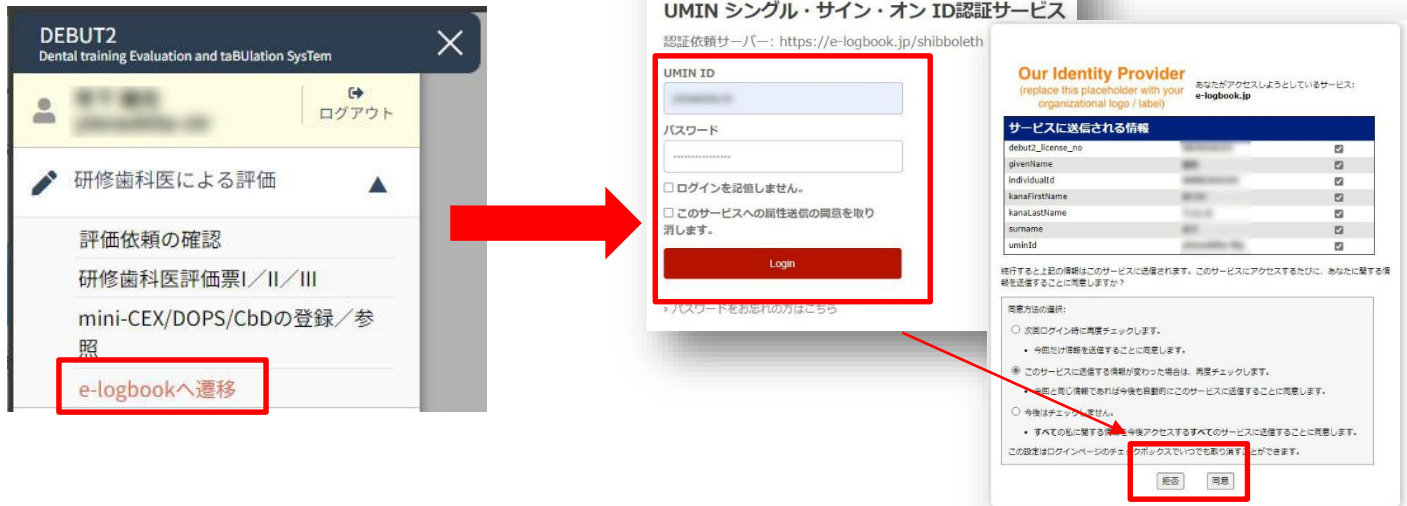 DEBUT2
Dental training Evaluation and taBUlation SysTem
ログアウト
研修歯科医による評価
評価依頼の確認
研修歯科医評価票I/II/III
mini-CEX/DOPS/CbDの登録/参
照
e-logbookへ遷移
UMIN シングル・サイン・オン ID認証サービス
認証依頼サーバー: https://e-logbook.jp/shibboleth
UMIN ID
パスワード
ログインを記憶しません。
このサービスへの属性送信の同意を取り
消します。
Login
› パスワードをお忘れの方はこちら
Our Identity Provider
(replace this placeholder with your
organizational logo / label)
あなたがアクセスしようとしているサービス:
e-logbook.jp
サービスに送信される情報
debut2_license_no
givenName
individualId
kanaFirstName
kanaLastName
surname
uminId
続行すると上記の情報はこのサービスに送信されます。このサービスにアクセスするたびに、あなたに関する情
報を送信することに同意しますか?
同意方法の選択:
次回ログイン時に再度チェックします。
• 今回だけ情報を送信することに同意します。
このサービスに送信する情報が変わった場合は、再度チェックします。
• 今回と同じ情報であれば今後も自動的にこのサービスに送信することに同意します。
今後はチェックしません。
• すべての私に関する情報を今後アクセスするすべてのサービスに送信することに同意します。
この設定はログインページのチェックボックスでいつでも取り消すことができます。
拒否 同意